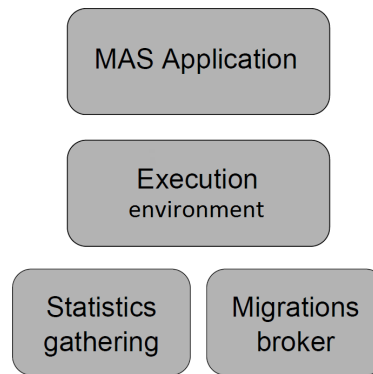 MAS Application
Execution
environment
Statistics
gathering
Migrations
broker